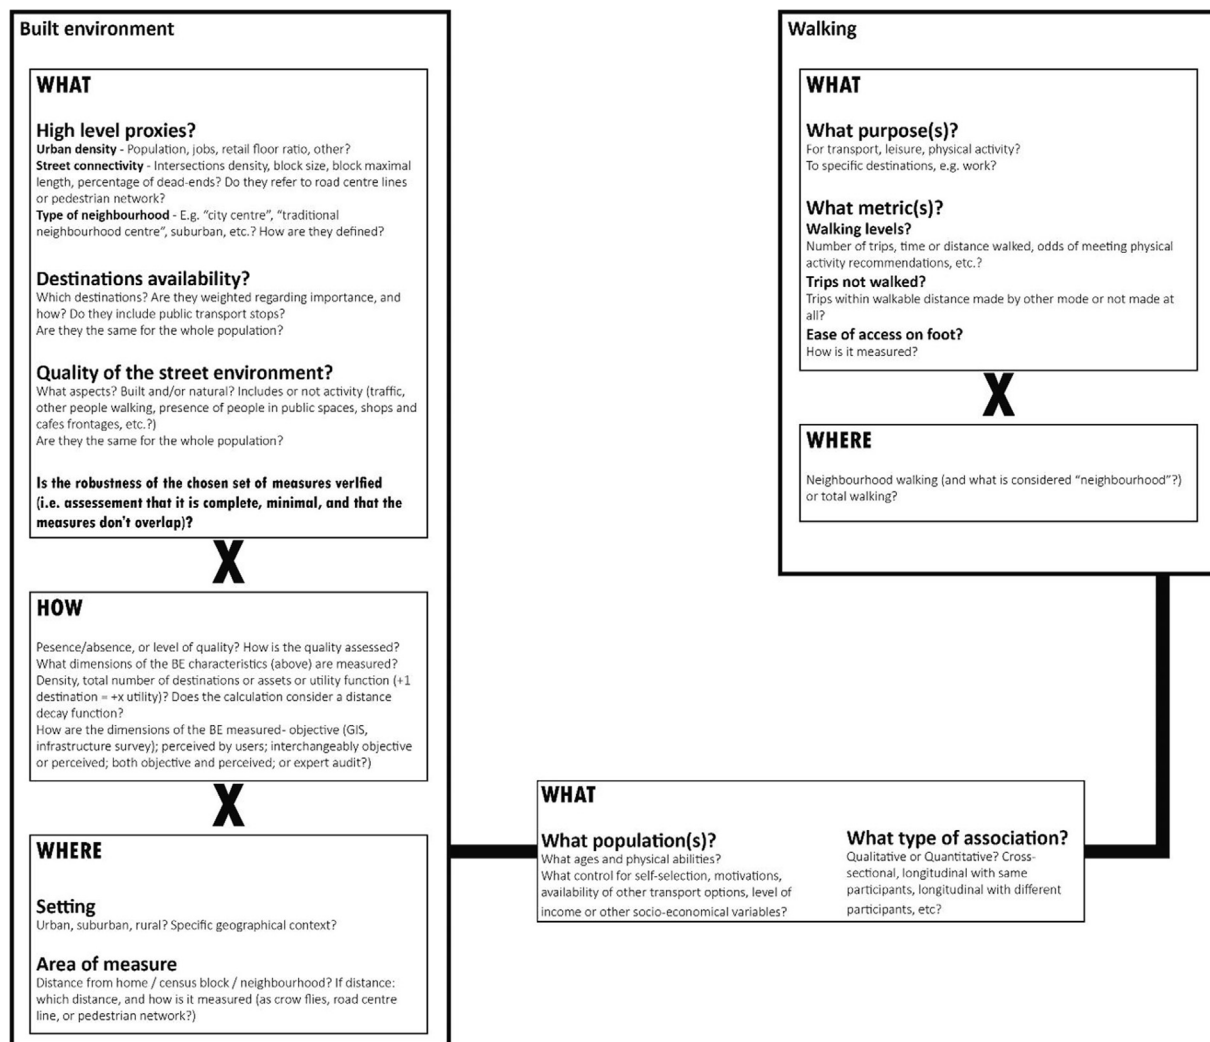 Built environment
WHAT
High level proxies?
Urban density - Population, jobs, retail floor ratio, other?
Street connectivity - Intersections density, block size, block maximal
length, percentage of dead-ends? Do they refer to road centre lines
or pedestrian network?
Type of neighbourhood - E.g. “city centre”, “traditional
neighbourhood centre”, suburban, etc.? How are they defined?
Destinations availability?
Which destinations? Are they weighted regarding importance, and
how? Do they include public transport stops?
Are they the same for the whole population?
Quality of the street environment?
What aspects? Built and/or natural? Includes or not activity (traffic,
other people walking, presence of people in public spaces, shops and
cafes frontages, etc.?)
Are they the same for the whole population?
Is the robustness of the chosen set of measures verified
(i.e. assessement that it is complete, minimal, and that the
measures don't overlap)?
X
HOW
Pesence/absence, or level of quality? How is the quality assessed?
What dimensions of the BE characteristics (above) are measured?
Density, total number of destinations or assets or utility function (+1
destination = +x utility)? Does the calculation consider a distance
decay function?
How are the dimensions of the BE measured- objective (GIS,
infrastructure survey); perceived by users; interchangeably objective
or perceived; both objective and perceived; or expert audit?)
X
WHERE
Setting
Urban, suburban, rural? Specific geographical context?
Area of measure
Distance from home / census block / neighbourhood? If distance:
which distance, and how is it measured (as crow flies, road centre
line, or pedestrian network?)
WHAT
What population(s)?
What ages and physical abilities?
What control for self-selection, motivations,
availability of other transport options, level of
income or other socio-economical variables?
What type of association?
Qualitative or Quantitative? Cross-
sectional, longitudinal with same
participants, longitudinal with different
participants, etc?
Walking
WHAT
What purpose(s)?
For transport, leisure, physical activity?
To specific destinations, e.g. work?
What metric(s)?
Walking levels?
Number of trips, time or distance walked, odds of meeting physical
activity recommendations, etc.?
Trips not walked?
Trips within walkable distance made by other mode or not made at
all?
Ease of access on foot?
How is it measured?
X
WHERE
Neighbourhood walking (and what is considered “neighbourhood”?)
or total walking?